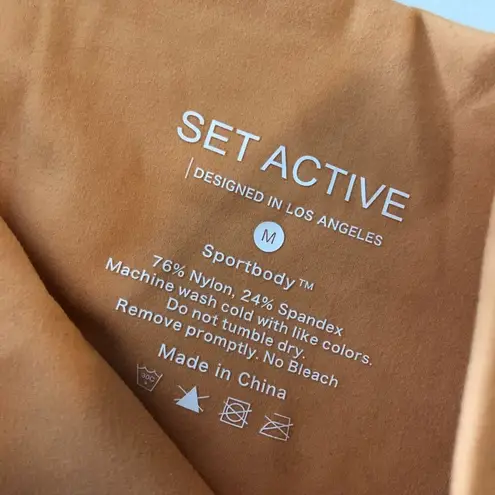 SET ACTIVE
DESIGNED IN LOS ANGELES
M
Sportbody™
76% Nylon, 24% Spandex
Machine wash cold with like colors.
Do not tumble dry.
Remove promptly. No Bleach
Made in China